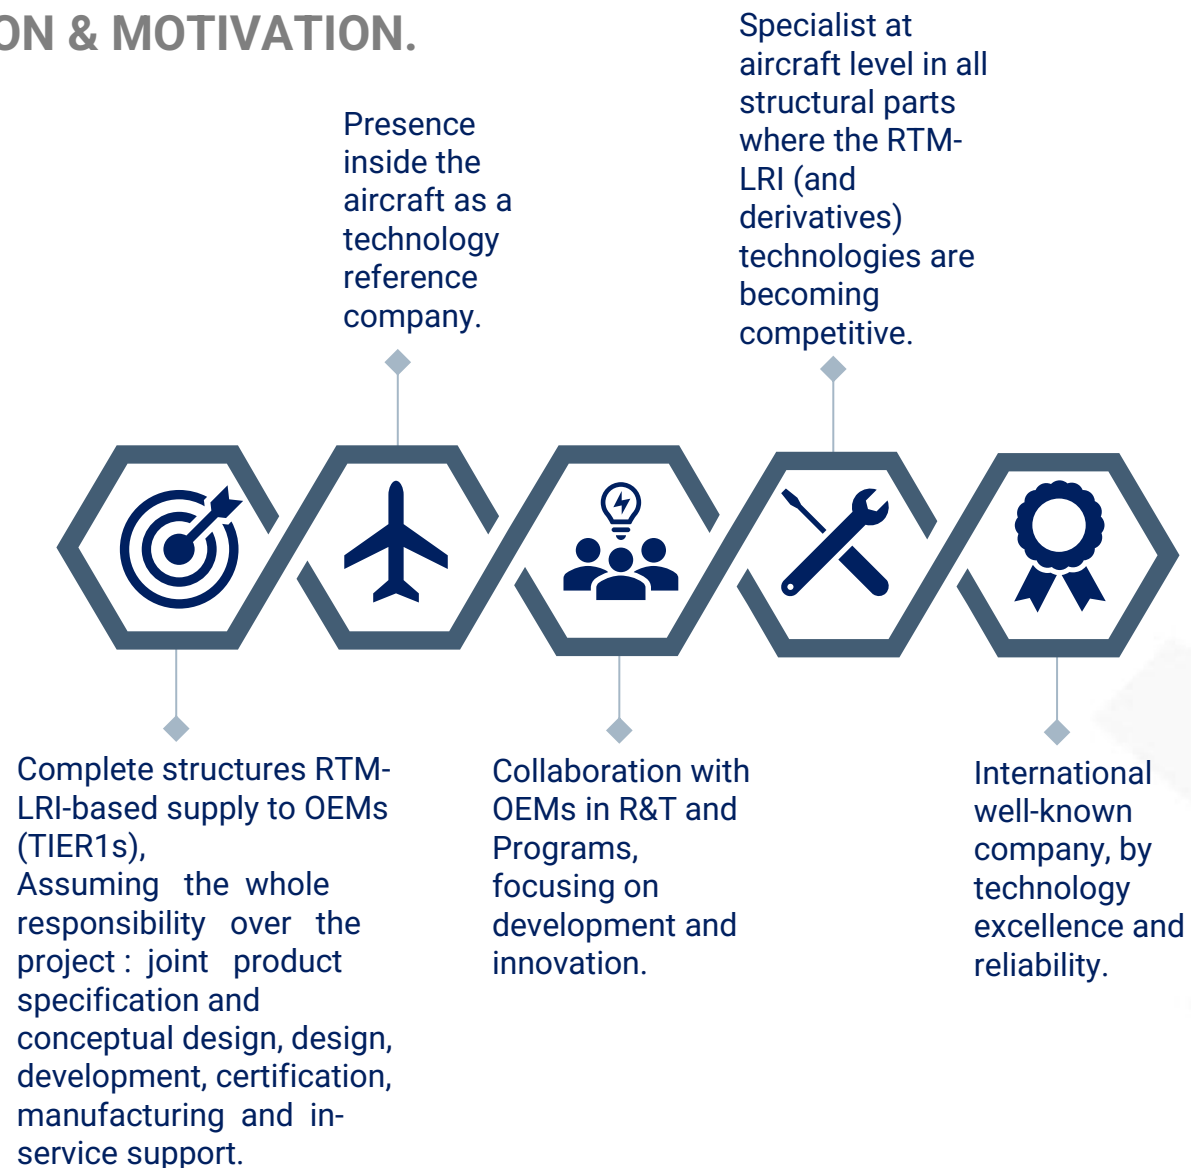 ON & MOTIVATION.
Presence
inside the
aircraft as a
technology
reference
company.
Specialist at
aircraft level in all
structural parts
where the RTM-
LRI (and
derivatives)
technologies are
becoming
competitive.
Complete structures RTM-
LRI-based supply to OEMs
(TIER1s),
Assuming the whole
responsibility over the
project : joint product
specification and
conceptual design, design,
development, certification,
manufacturing and in-
service support.
Collaboration with
OEMs in R&T and
Programs,
focusing on
development and
innovation.
International
well-known
company, by
technology
excellence and
reliability.